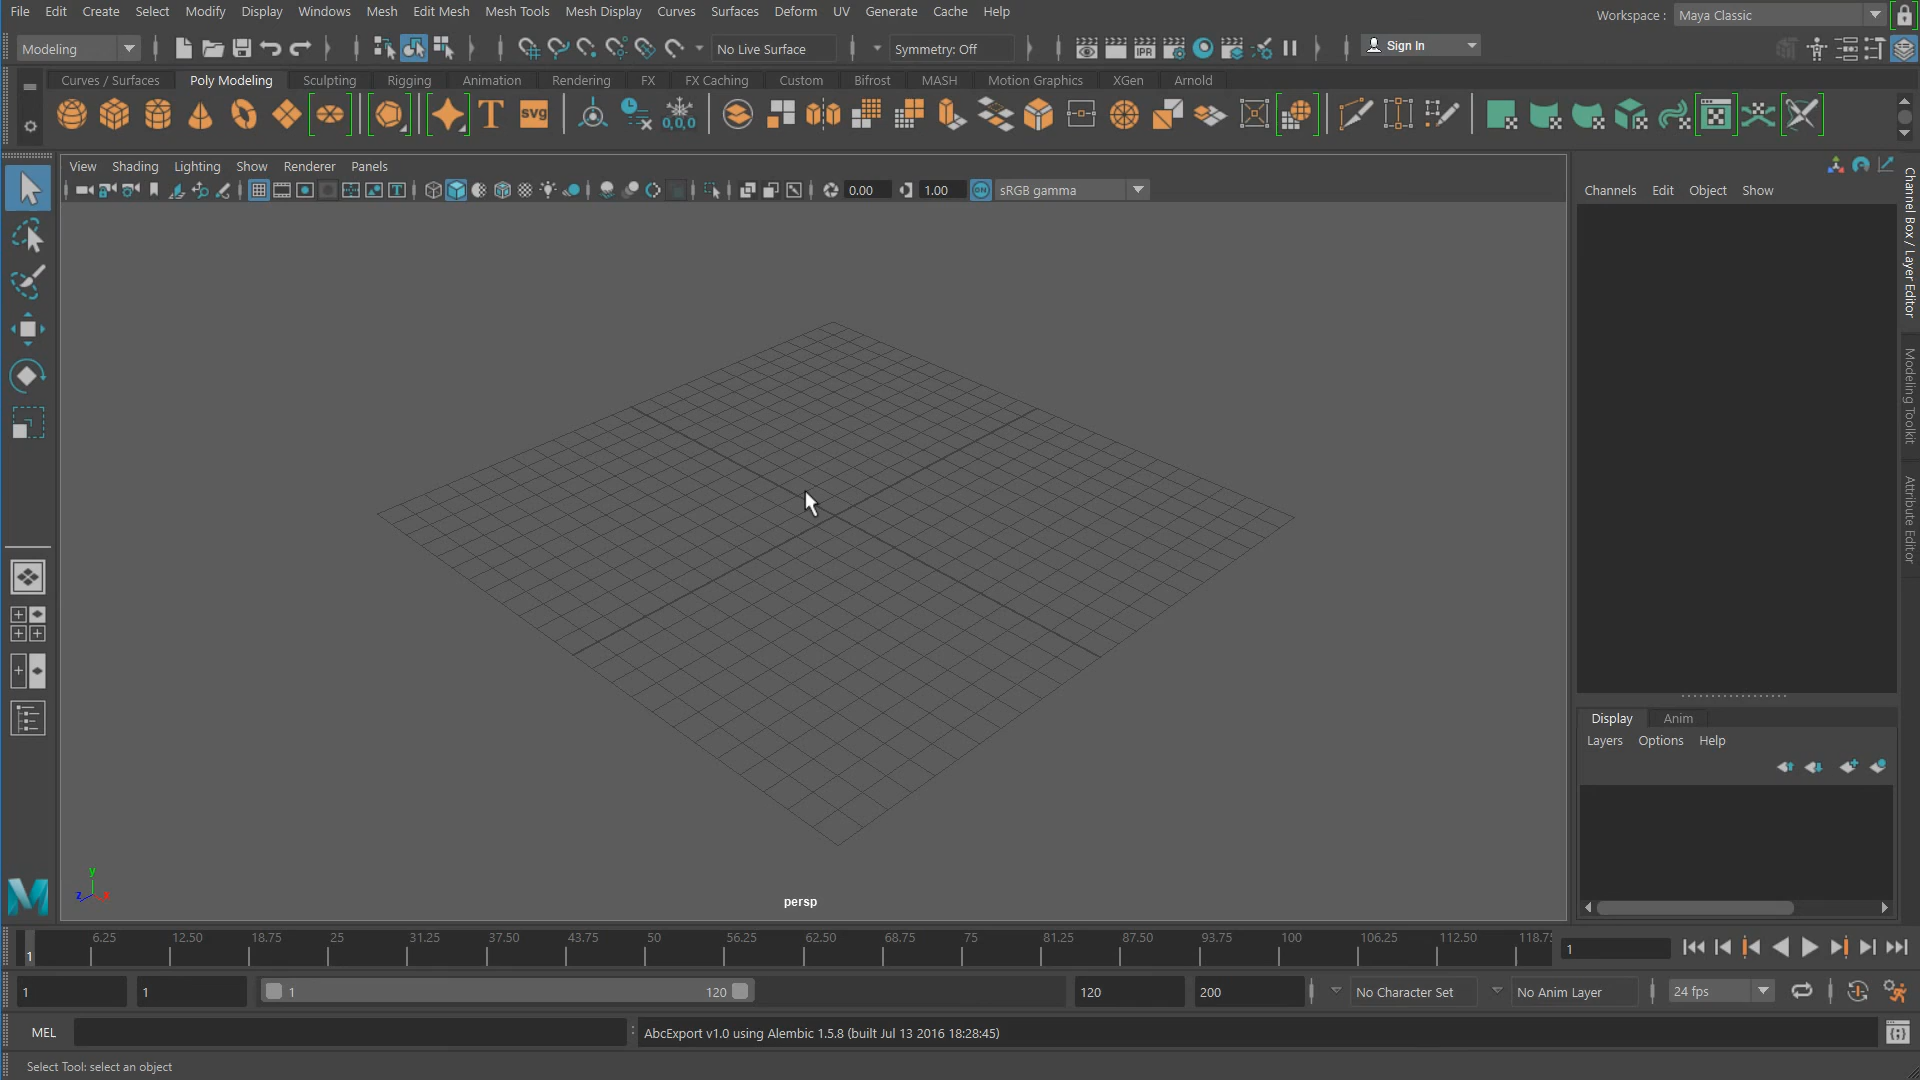 File Edit Create Select Modify Display Windows Mesh Edit Mesh Mesh Tools Mesh Display Curves Surfaces Deform UV Generate Cache Help
Workspace : Maya Classic
Modeling
No Live Surface
Symmetry: Off
Sign In
Curves / Surfaces Poly Modeling Sculpting Rigging Animation Rendering FX FX Caching Custom Bifrost MASH Motion Graphics XGen Arnold
T SVG 0,0,0
IPR
View Shading Lighting Show Renderer Panels
0.00 1.00 ON sRGB gamma
Channels Edit Object Show
Channel Box / Layer Editor
Modeling Toolkit
Attribute Editor
Display Anim
Layers Options Help
y
z x
persp
6.25 12.50 18.75 25 31.25 37.50 43.75 50 56.25 62.50 68.75 75 81.25 87.50 93.75 100 106.25 112.50 118.75
1
1
1 1 1 120 120 200 No Character Set No Anim Layer 24 fps
MEL
AbcExport v1.0 using Alembic 1.5.8 (built Jul 13 2016 18:28:45)
Select Tool: select an object